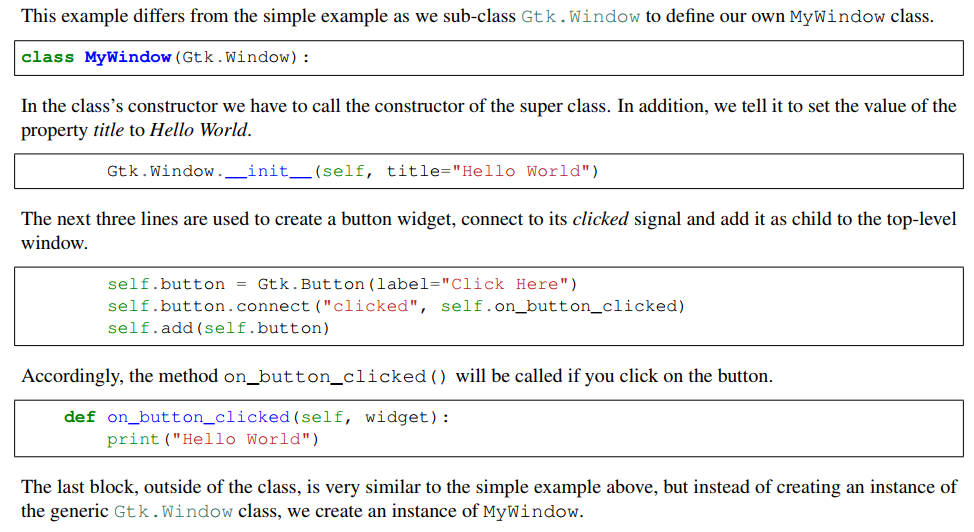 This example differs from the simple example as we sub-class Gtk.Window to define our own MyWindow class.
class MyWindow(Gtk.Window):
In the class's constructor we have to call the constructor of the super class. In addition, we tell it to set the value of the
property title to Hello World.
Gtk.Window.__init__(self, title="Hello World")
The next three lines are used to create a button widget, connect to its clicked signal and add it as child to the top-level
window.
self.button = Gtk.Button(label="Click Here")
self.button.connect("clicked", self.on_button_clicked)
self.add(self.button)
Accordingly, the method on_button_clicked() will be called if you click on the button.
def on_button_clicked(self, widget):
print("Hello World")
The last block, outside of the class, is very similar to the simple example above, but instead of creating an instance of
the generic Gtk.Window class, we create an instance of MyWindow.